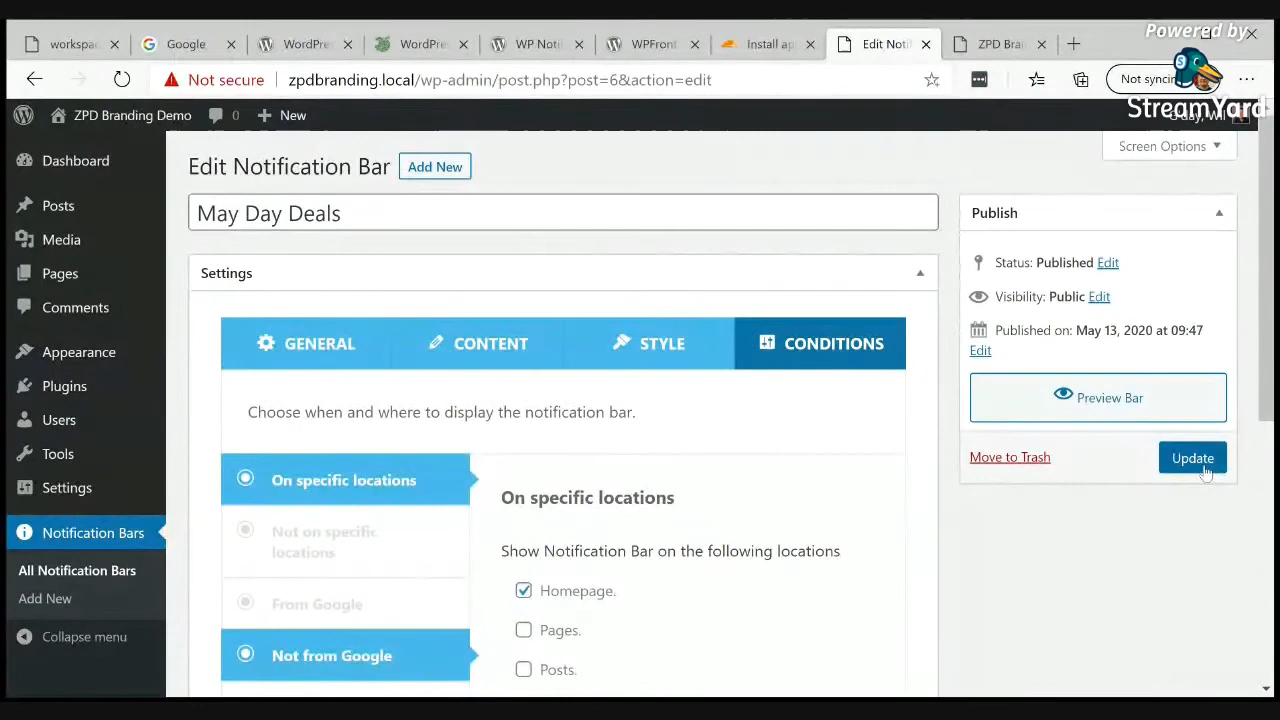 Powered by
workspac
Google
WordPre
WordPre
WP Noti
WPFront
Install ap
Edit Notif
ZPD Bra
Not secure
zpdbranding.local/wp-admin/post.php?post=6&action=edit
Not syncing
StreamYard
ZPD Branding Demo
0
New
Screen Options
Dashboard
Posts
Media
Pages
Comments
Appearance
Plugins
Users
Tools
Settings
Notification Bars
All Notification Bars
Add New
Collapse menu
Edit Notification Bar
Add New
May Day Deals
Settings
GENERAL
CONTENT
STYLE
CONDITIONS
Choose when and where to display the notification bar.
On specific locations
Not on specific
locations
From Google
Not from Google
On specific locations
Show Notification Bar on the following locations
Homepage.
Pages.
Posts.
Publish
Status: Published Edit
Visibility: Public Edit
Published on: May 13, 2020 at 09:47
Edit
Preview Bar
Move to Trash
Update